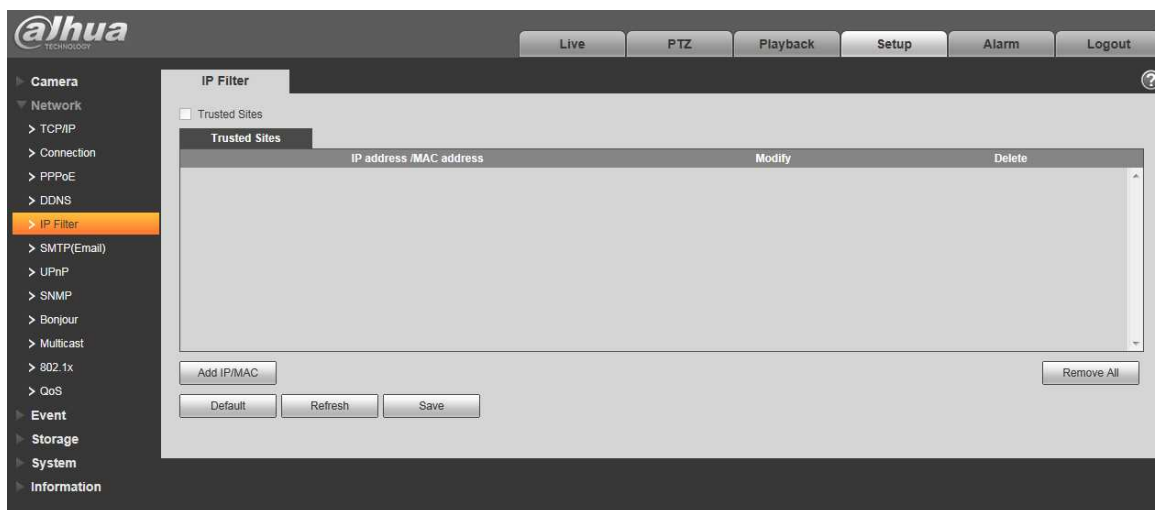 alhua
TECHNOLOGY
Live PTZ Playback Setup Alarm Logout
Camera
Network
> TCP/IP
> Connection
> PPPoE
> DDNS
> IP Filter
> SMTP(Email)
> UPnP
> SNMP
> Bonjour
> Multicast
> 802.1x
> QoS
Event
Storage
System
Information
IP Filter
?
Trusted Sites
Trusted Sites
IP address /MAC address Modify Delete
Add IP/MAC Remove All
Default Refresh Save